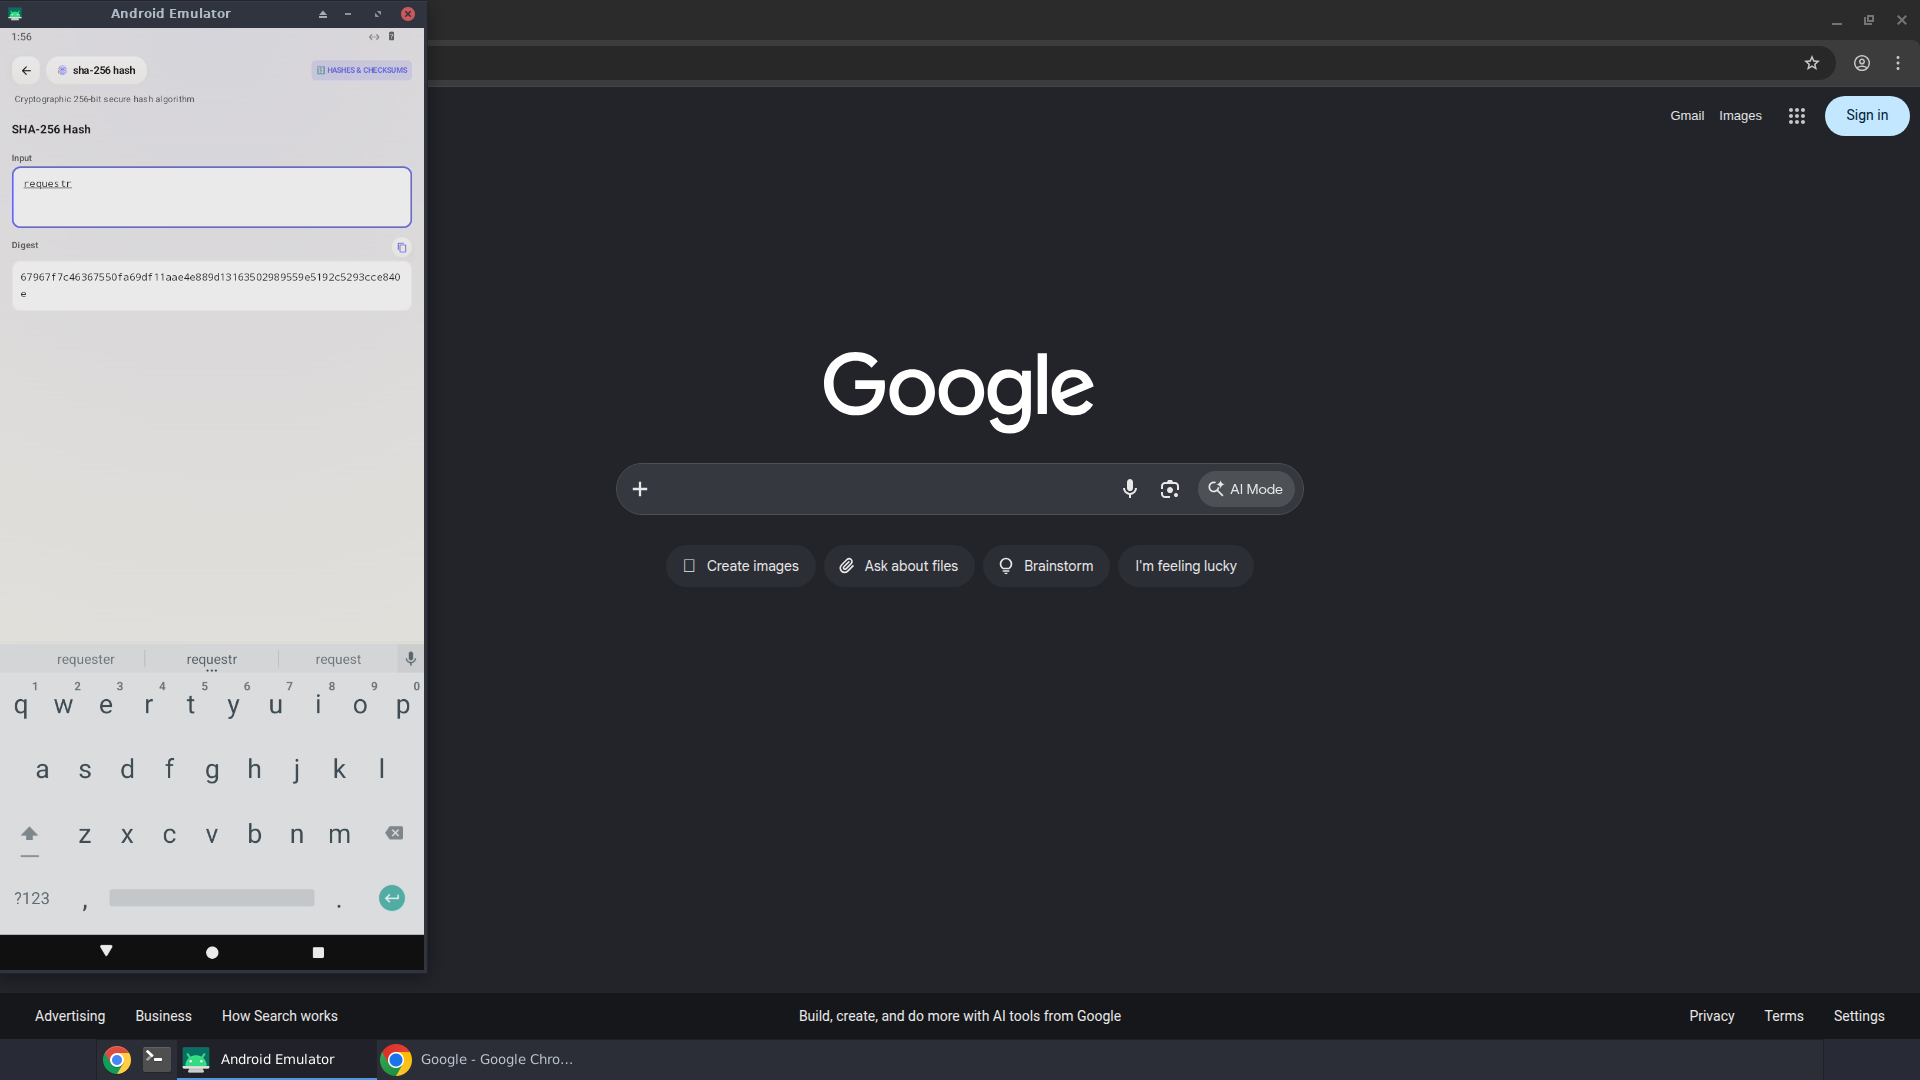 Android Emulator
1:56
sha-256 hash
HASHES & CHECKSUMS
Cryptographic 256-bit secure hash algorithm
SHA-256 Hash
Input
requestr
Digest
67967f7c46367550fa69df11aae4e889d13163502989559e5192c5293cce840
e
requester
requestr
request
1 2 3 4 5 6 7 8 9 0
q w e r t y u i o p
a s d f g h j k l
z x c v b n m
?123 , .
Gmail
Images
Sign in
Google
AI Mode
Create images
Ask about files
Brainstorm
I'm feeling lucky
Advertising
Business
How Search works
Build, create, and do more with AI tools from Google
Privacy
Terms
Settings
Android Emulator
Google - Google Chro...